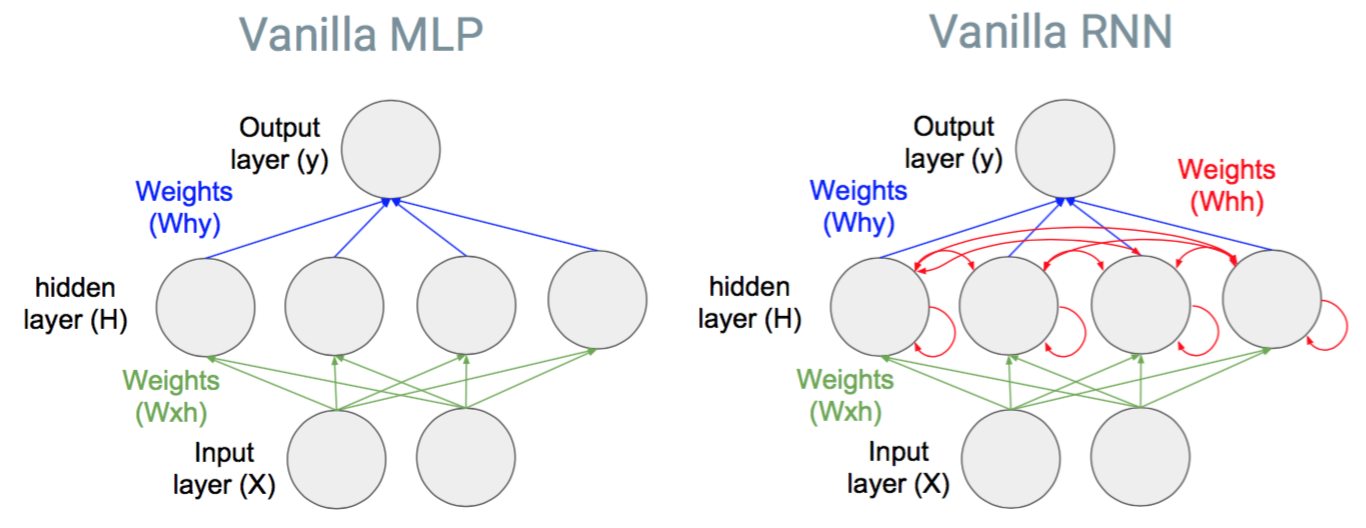 Vanilla MLP
Output
layer (y)
Weights
(Why)
hidden
layer (H)
Weights
(Wxh)
Input
layer (X)
Vanilla RNN
Output
layer (y)
Weights
(Whh)
Weights
(Why)
hidden
layer (H)
Weights
(Wxh)
Input
layer (X)